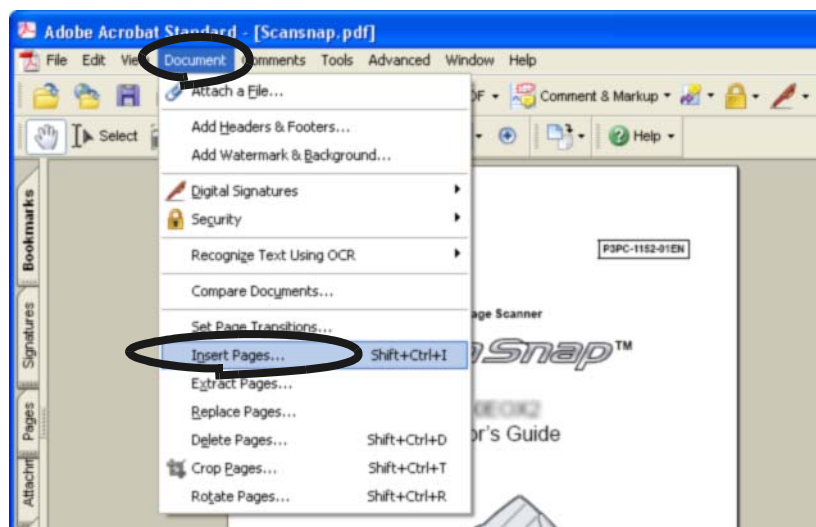 Adobe Acrobat Standard - [Scansnap.pdf]
File Edit View Document Comments Tools Advanced Window Help
Comment & Markup
Select
Help
Attach a File...
Add Headers & Footers...
Add Watermark & Background...
Digital Signatures
Security
Recognize Text Using OCR
Compare Documents...
Set Page Transitions...
Insert Pages... Shift+Ctrl+I
Extract Pages...
Replace Pages...
Delete Pages... Shift+Ctrl+D
Crop Pages... Shift+Ctrl+T
Rotate Pages... Shift+Ctrl+R
Bookmarks
Signatures
Pages
Attachm
P3PC-1152-01EN
age Scanner
Snap™
or's Guide